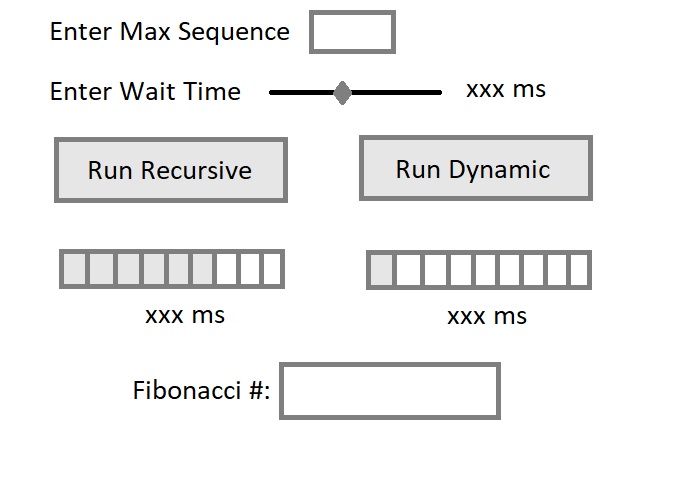 Enter Max Sequence
Enter Wait Time xxx ms
Run Recursive Run Dynamic
xxx ms xxx ms
Fibonacci #: